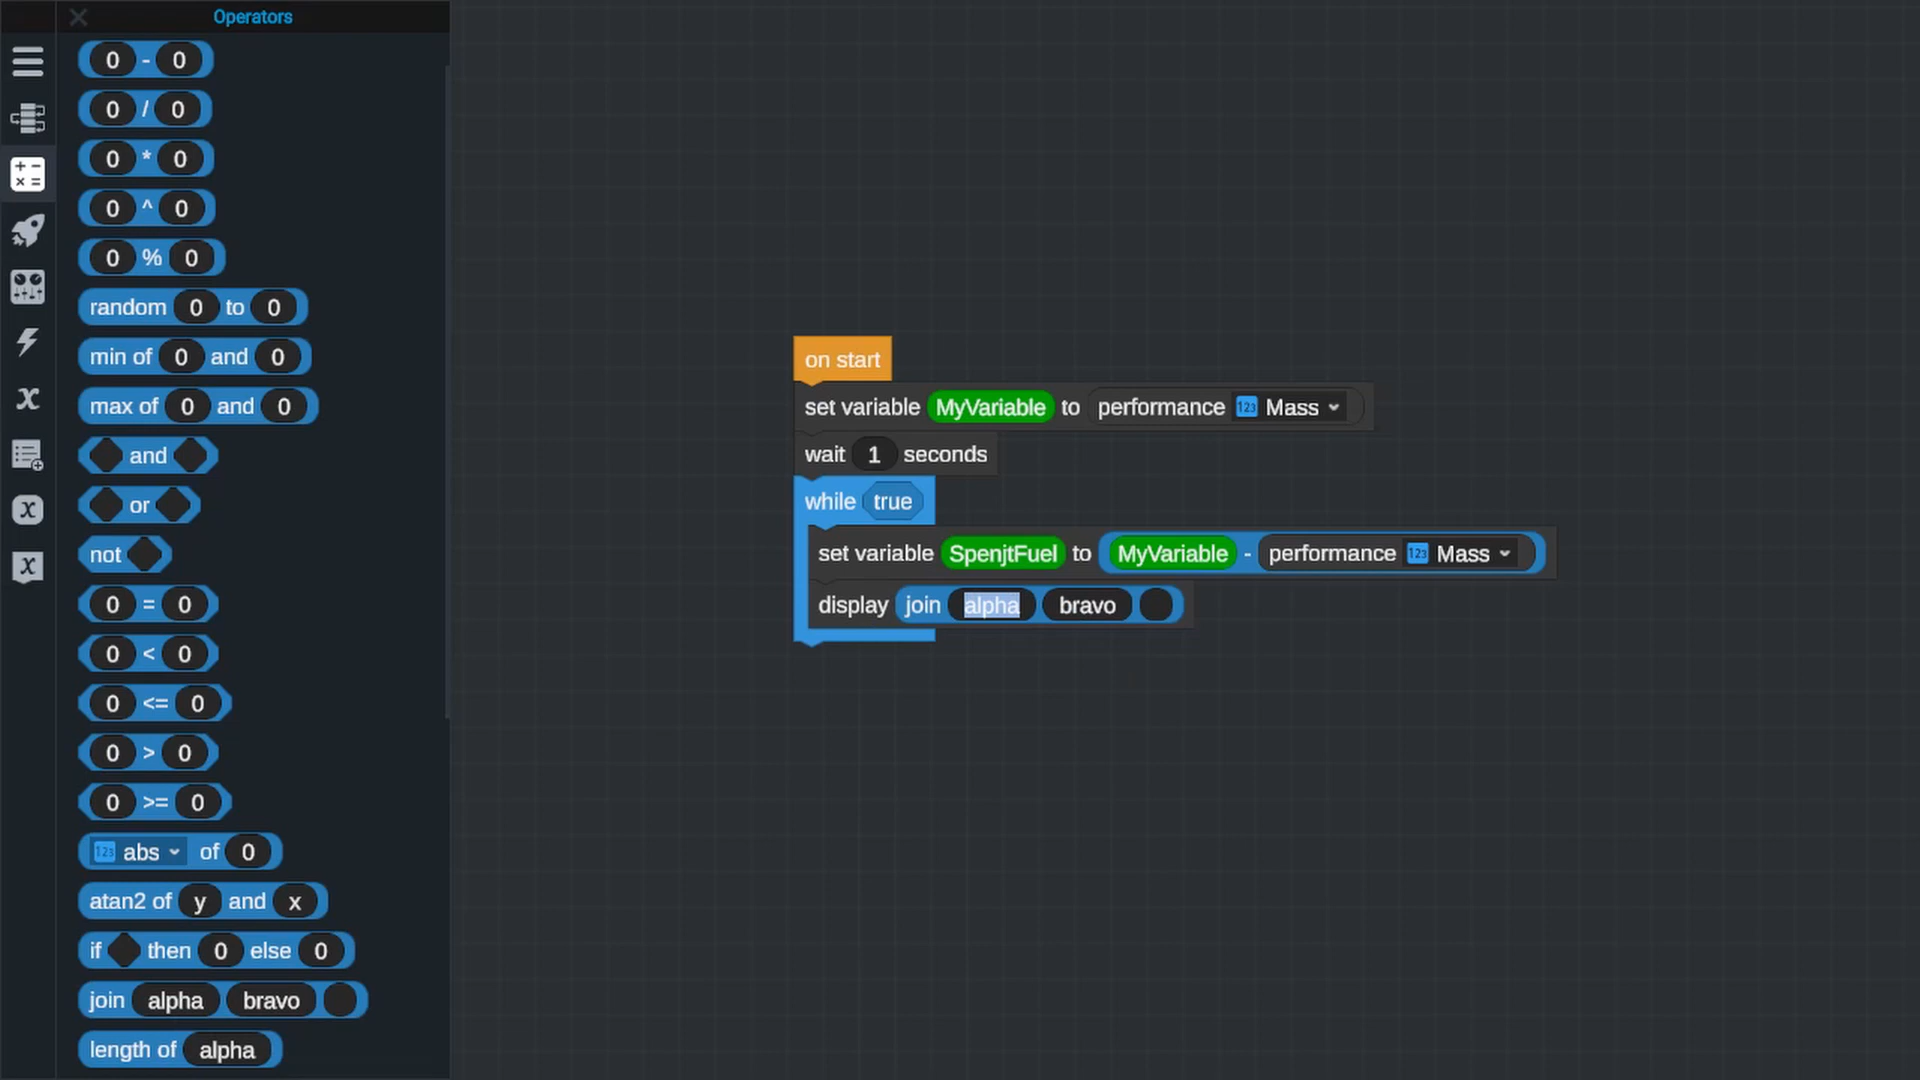 Operators
0 - 0
0 / 0
0 * 0
0 ^ 0
0 % 0
random 0 to 0
min of 0 and 0
max of 0 and 0
and
or
not
0 = 0
0 < 0
0 <= 0
0 > 0
0 >= 0
123 abs of 0
atan2 of y and x
if then 0 else 0
join alpha bravo
length of alpha
on start
set variable MyVariable to performance 123 Mass
wait 1 seconds
while true
set variable SpenjtFuel to MyVariable - performance 123 Mass
display join alpha bravo